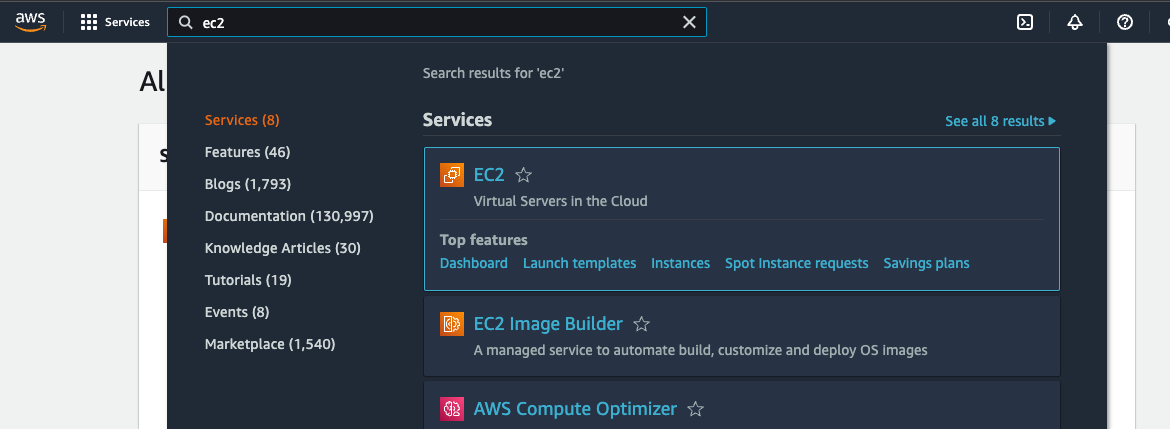 aws
Services
ec2
Al
Search results for 'ec2'
Services (8)
Features (46)
Blogs (1,793)
Documentation (130,997)
Knowledge Articles (30)
Tutorials (19)
Events (8)
Marketplace (1,540)
Services
See all 8 results
EC2
Virtual Servers in the Cloud
Top features
Dashboard Launch templates Instances Spot Instance requests Savings plans
EC2 Image Builder
A managed service to automate build, customize and deploy OS images
AWS Compute Optimizer